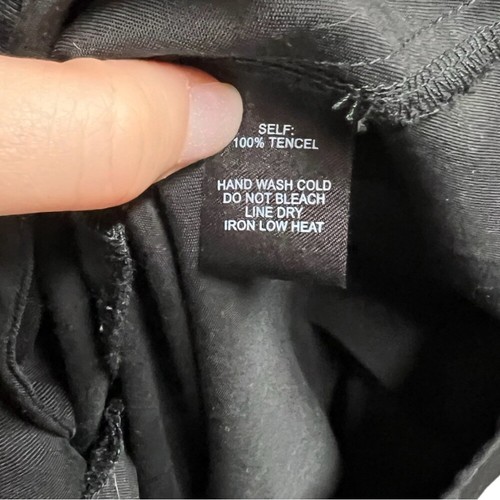 SELF:
100% TENCEL
HAND WASH COLD
DO NOT BLEACH
LINE DRY
IRON LOW HEAT